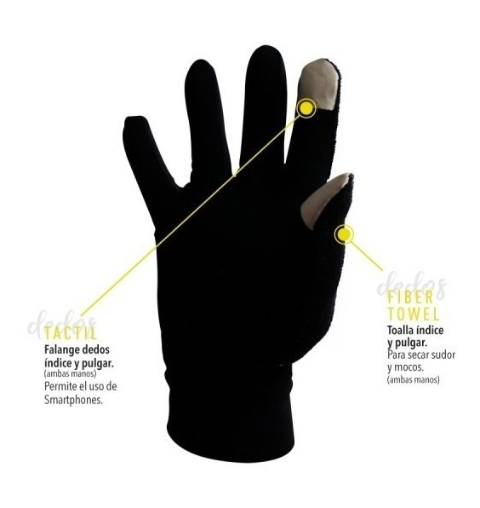 dedos
TACTIL
Falange dedos
índice y pulgar.
(ambas manos)
Permite el uso de
Smartphones.
dedos
FIBER
TOWEL
Toalla índice
y pulgar.
Para secar sudor
y mocos.
(ambas manos)